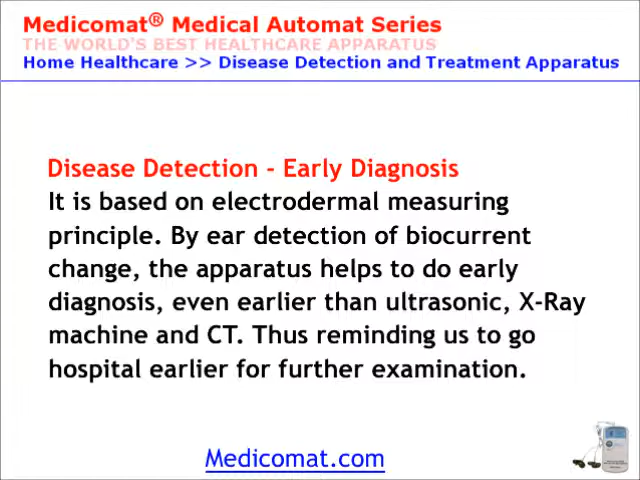 Medicomat® Medical Automat Series
THE WORLD'S BEST HEALTHCARE APPARATUS
Home Healthcare >> Disease Detection and Treatment Apparatus
Disease Detection - Early Diagnosis
It is based on electrodermal measuring
principle. By ear detection of biocurrent
change, the apparatus helps to do early
diagnosis, even earlier than ultrasonic, X-Ray
machine and CT. Thus reminding us to go
hospital earlier for further examination.
Medicomat.com